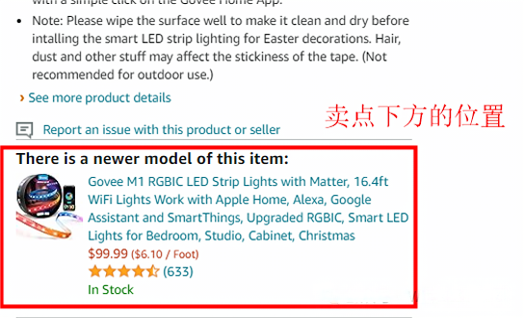 with a simple click on the Govee Home App.
• Note: Please wipe the surface well to make it clean and dry before
intalling the smart LED strip lighting for Easter decorations. Hair,
dust and other stuff may affect the stickiness of the tape. (Not
recommended for outdoor use.)
› See more product details
卖点下方的位置
Report an issue with this product or seller
There is a newer model of this item:
Govee M1 RGBIC LED Strip Lights with Matter, 16.4ft
WiFi Lights Work with Apple Home, Alexa, Google
Assistant and SmartThings, Upgraded RGBIC, Smart LED
Lights for Bedroom, Studio, Cabinet, Christmas
$99.99 ($6.10 / Foot)
(633)
In Stock